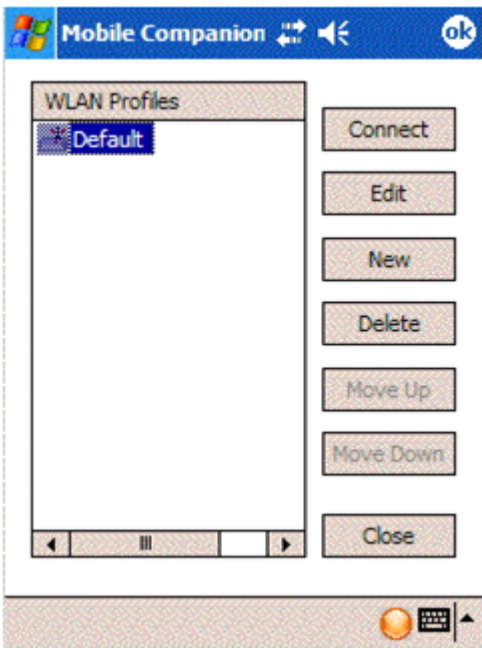 Mobile Companion
ok
WLAN Profiles
Default
Connect
Edit
New
Delete
Move Up
Move Down
Close